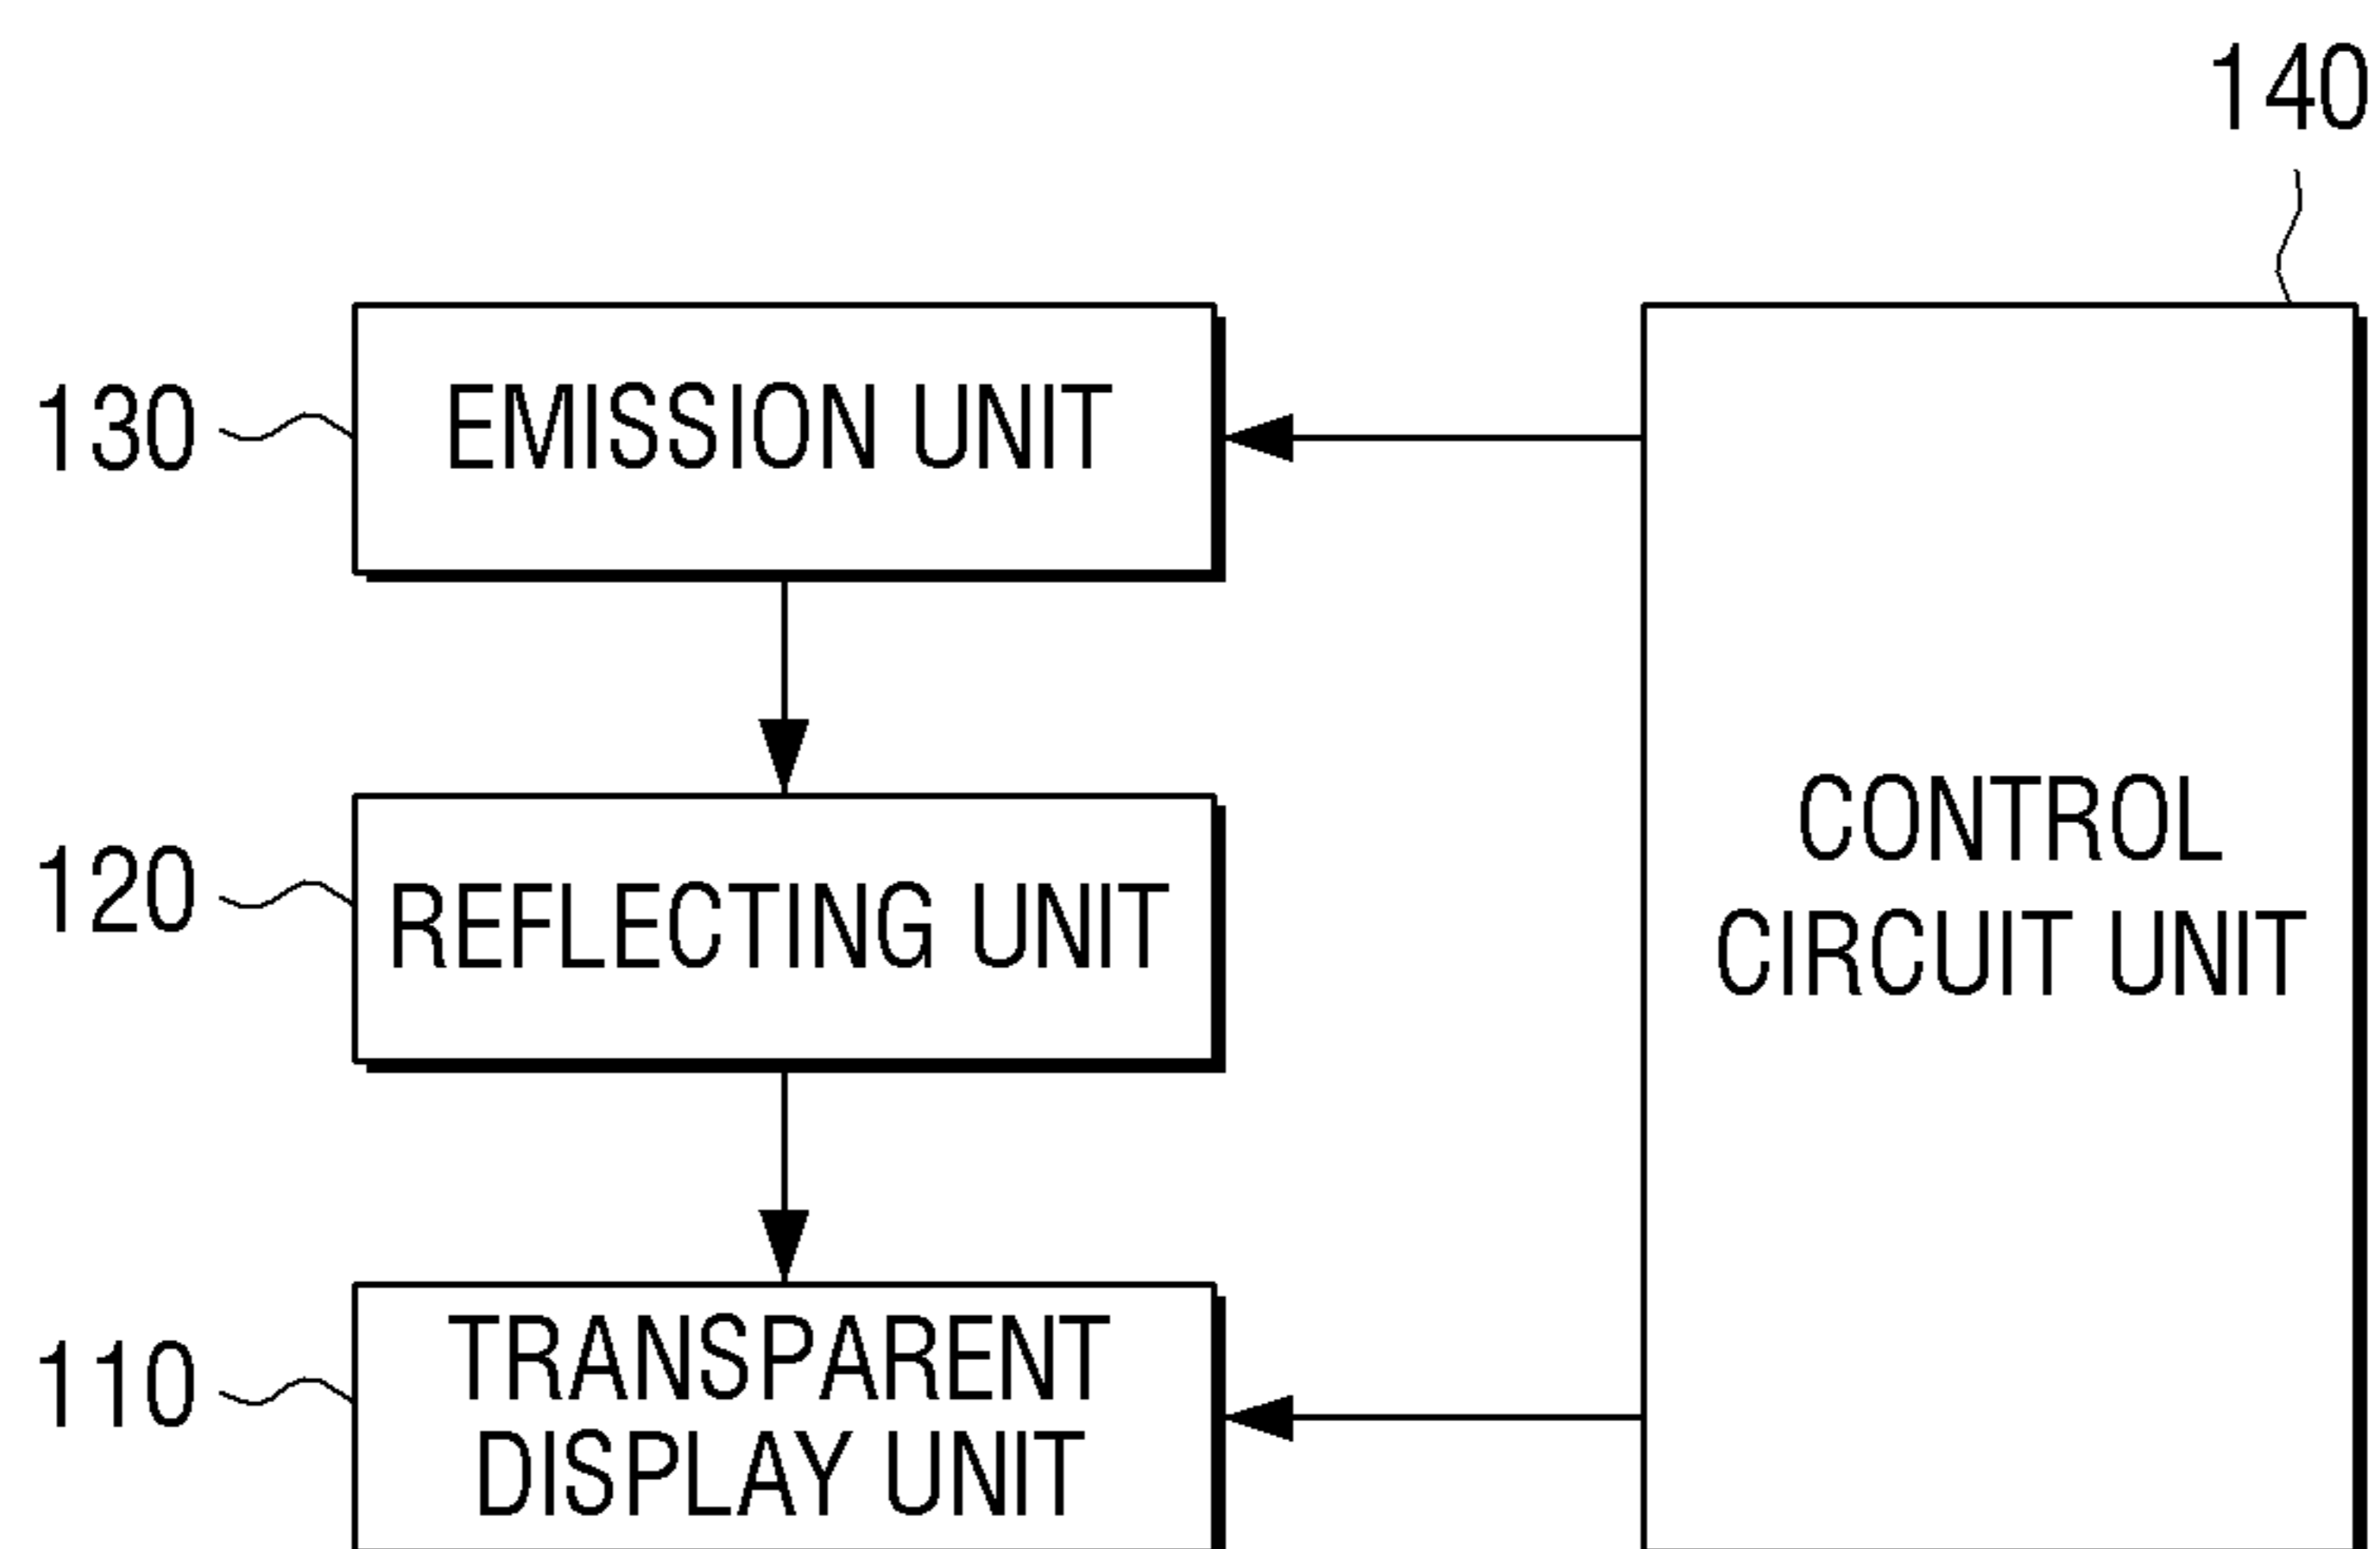 140
130
EMISSION UNIT
120
REFLECTING UNIT
CONTROL
CIRCUIT UNIT
110
TRANSPARENT
DISPLAY UNIT